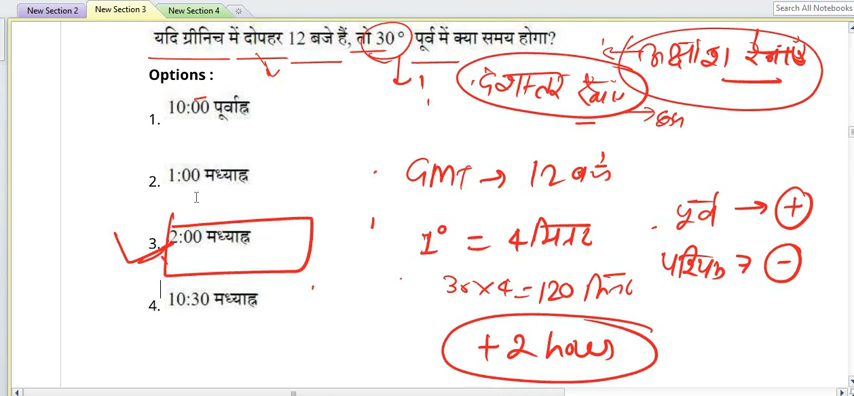 New Section 2 New Section 3 New Section 4
Search All Notebooks
यदि ग्रीनिच में दोपहर 12 बजे हैं, तो 30° पूर्व में क्या समय होगा?
Options :
1. 10:00 पूर्वाह्न
2. 1:00 मध्याह्न
3. 2:00 मध्याह्न
4. 10:30 मध्याह्न
देशान्तर
GMT → 12 बजे
1° = 4 मिनट
30×4 = 120 मिनट
+ 2 hours
पूर्व → +
पश्चिम → −